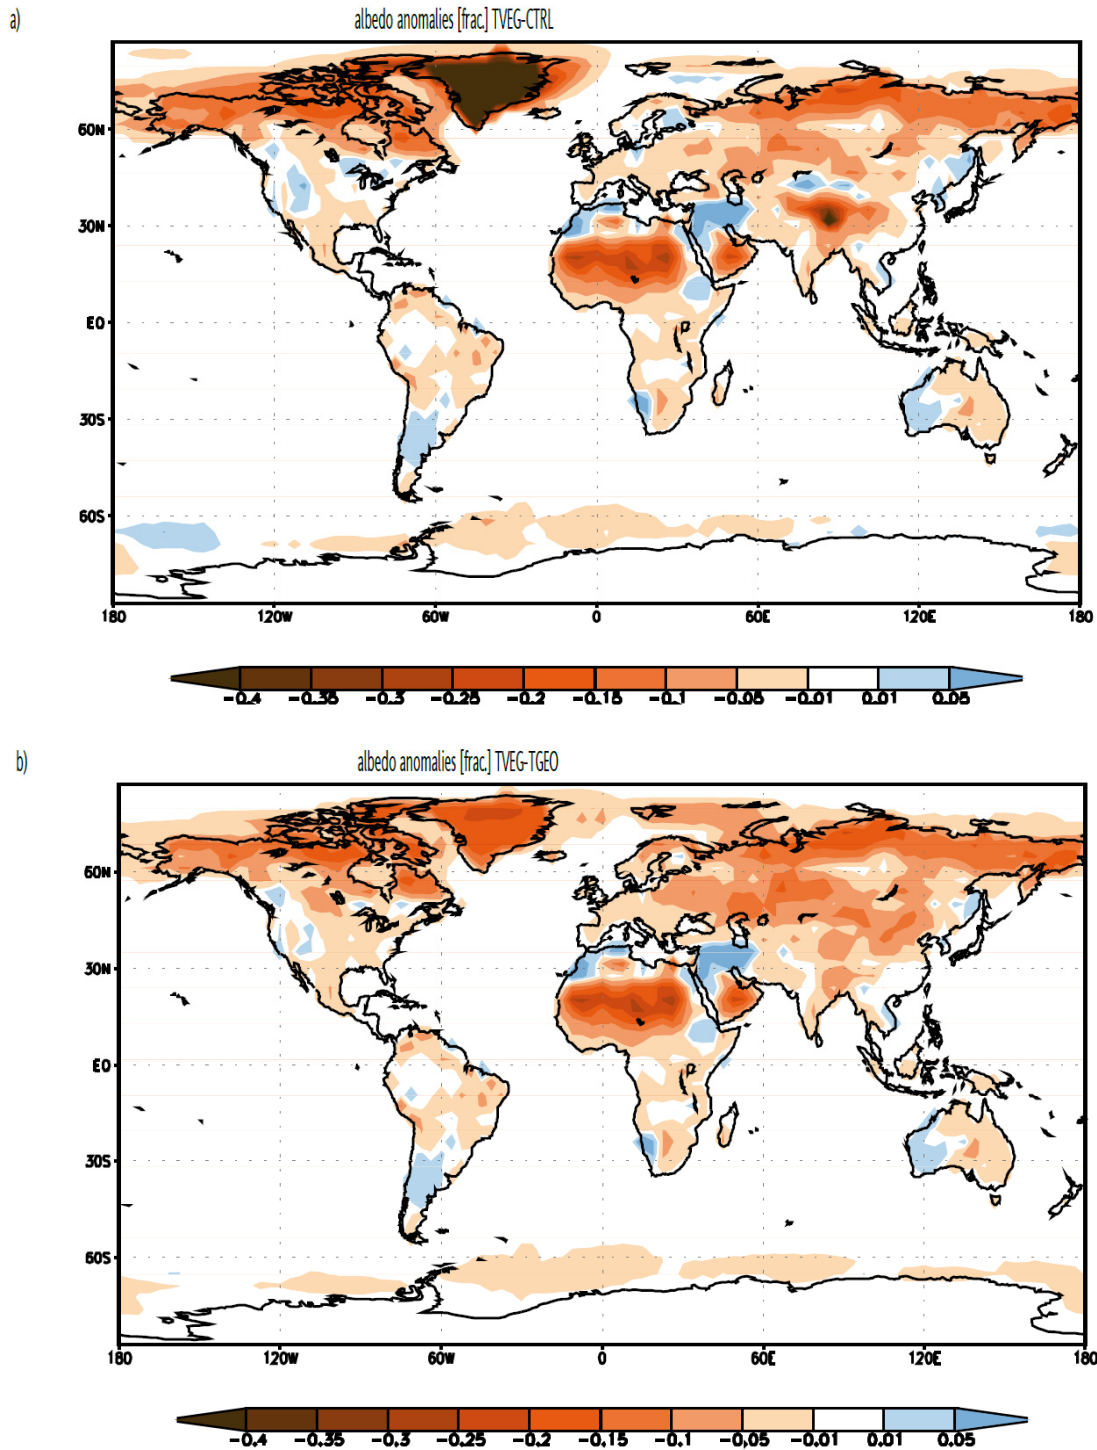 a)
albedo anomalies [frac.] TVEG-CTRL
60N
30N
EQ
30S
60S
180 120W 60W 0 60E 120E 180
-0.4 -0.35 -0.3 -0.25 -0.2 -0.15 -0.1 -0.05 -0.01 0.01 0.05
b)
albedo anomalies [frac.] TVEG-TGEO
60N
30N
EQ
30S
60S
180 120W 60W 0 60E 120E 180
-0.4 -0.35 -0.3 -0.25 -0.2 -0.15 -0.1 -0.05 -0.01 0.01 0.05